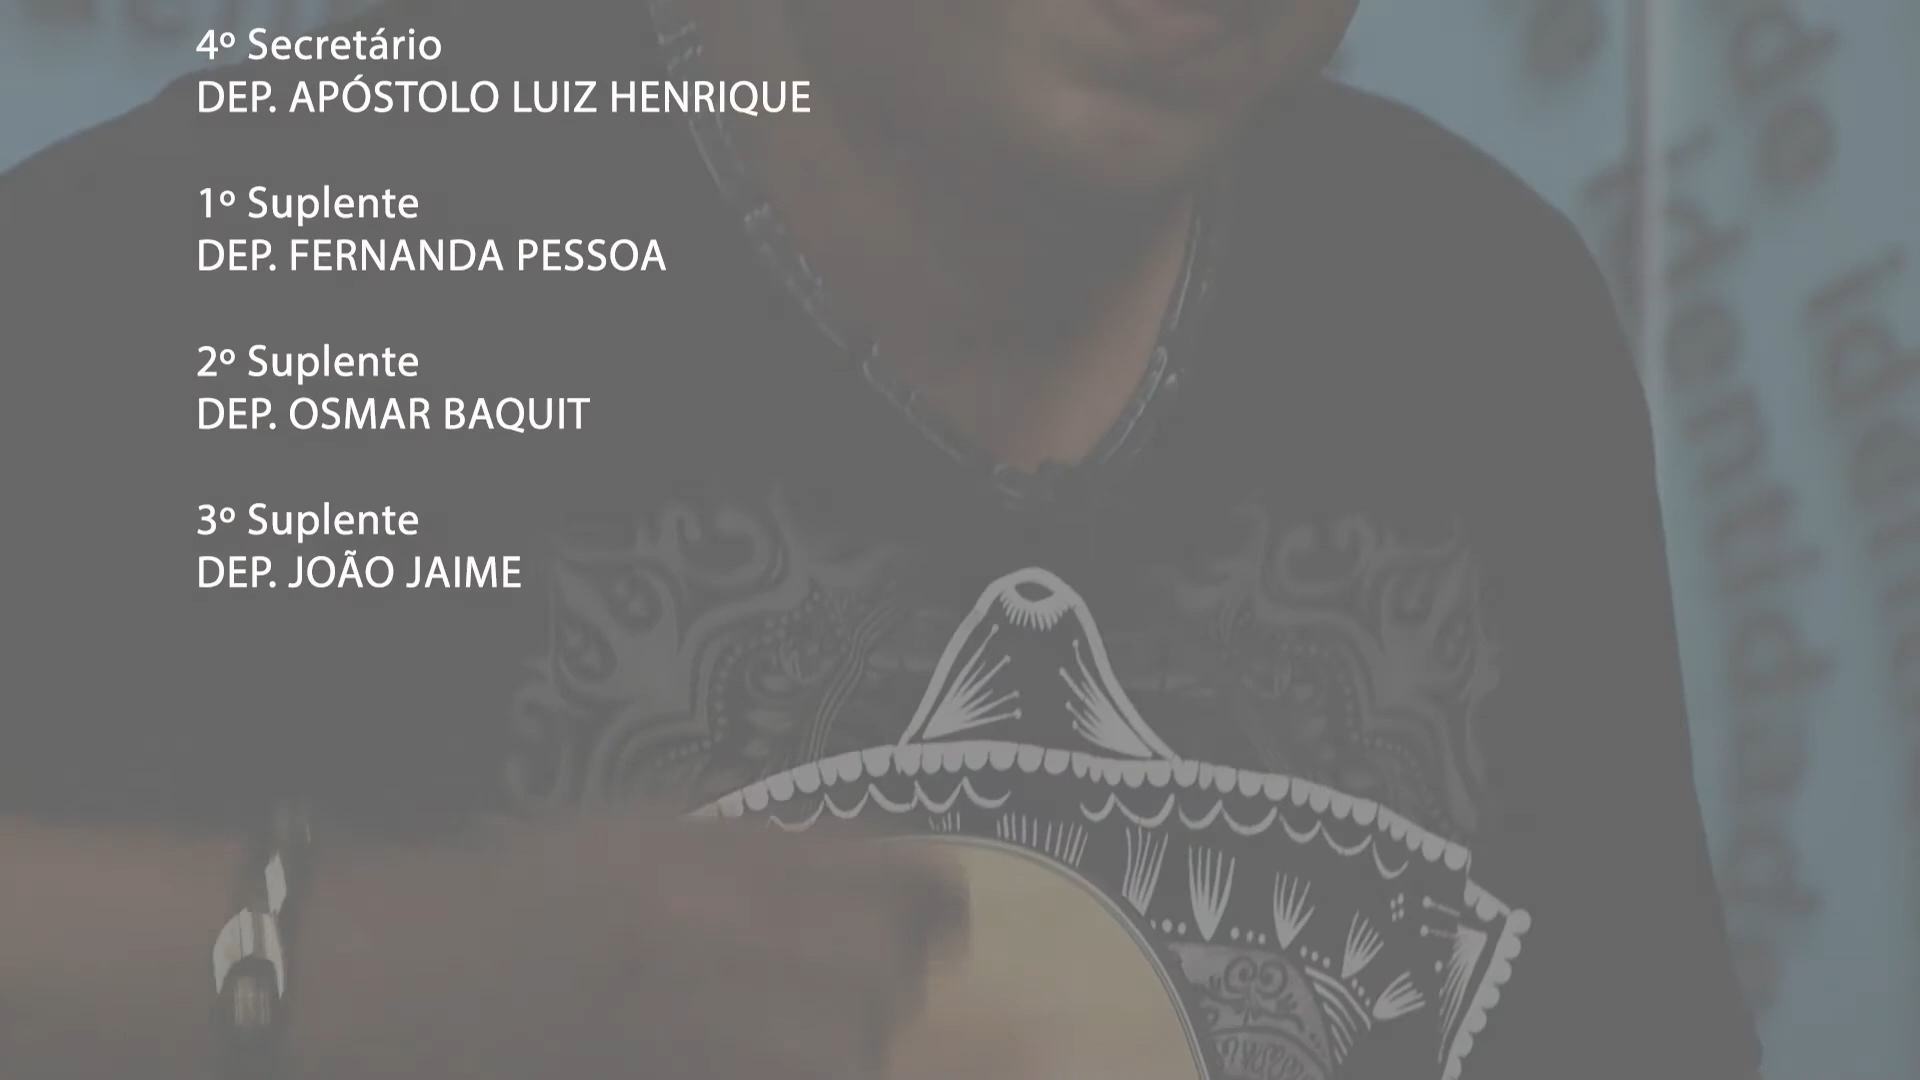 4º Secretário
DEP. APÓSTOLO LUIZ HENRIQUE
1º Suplente
DEP. FERNANDA PESSOA
2º Suplente
DEP. OSMAR BAQUIT
3º Suplente
DEP. JOÃO JAIME